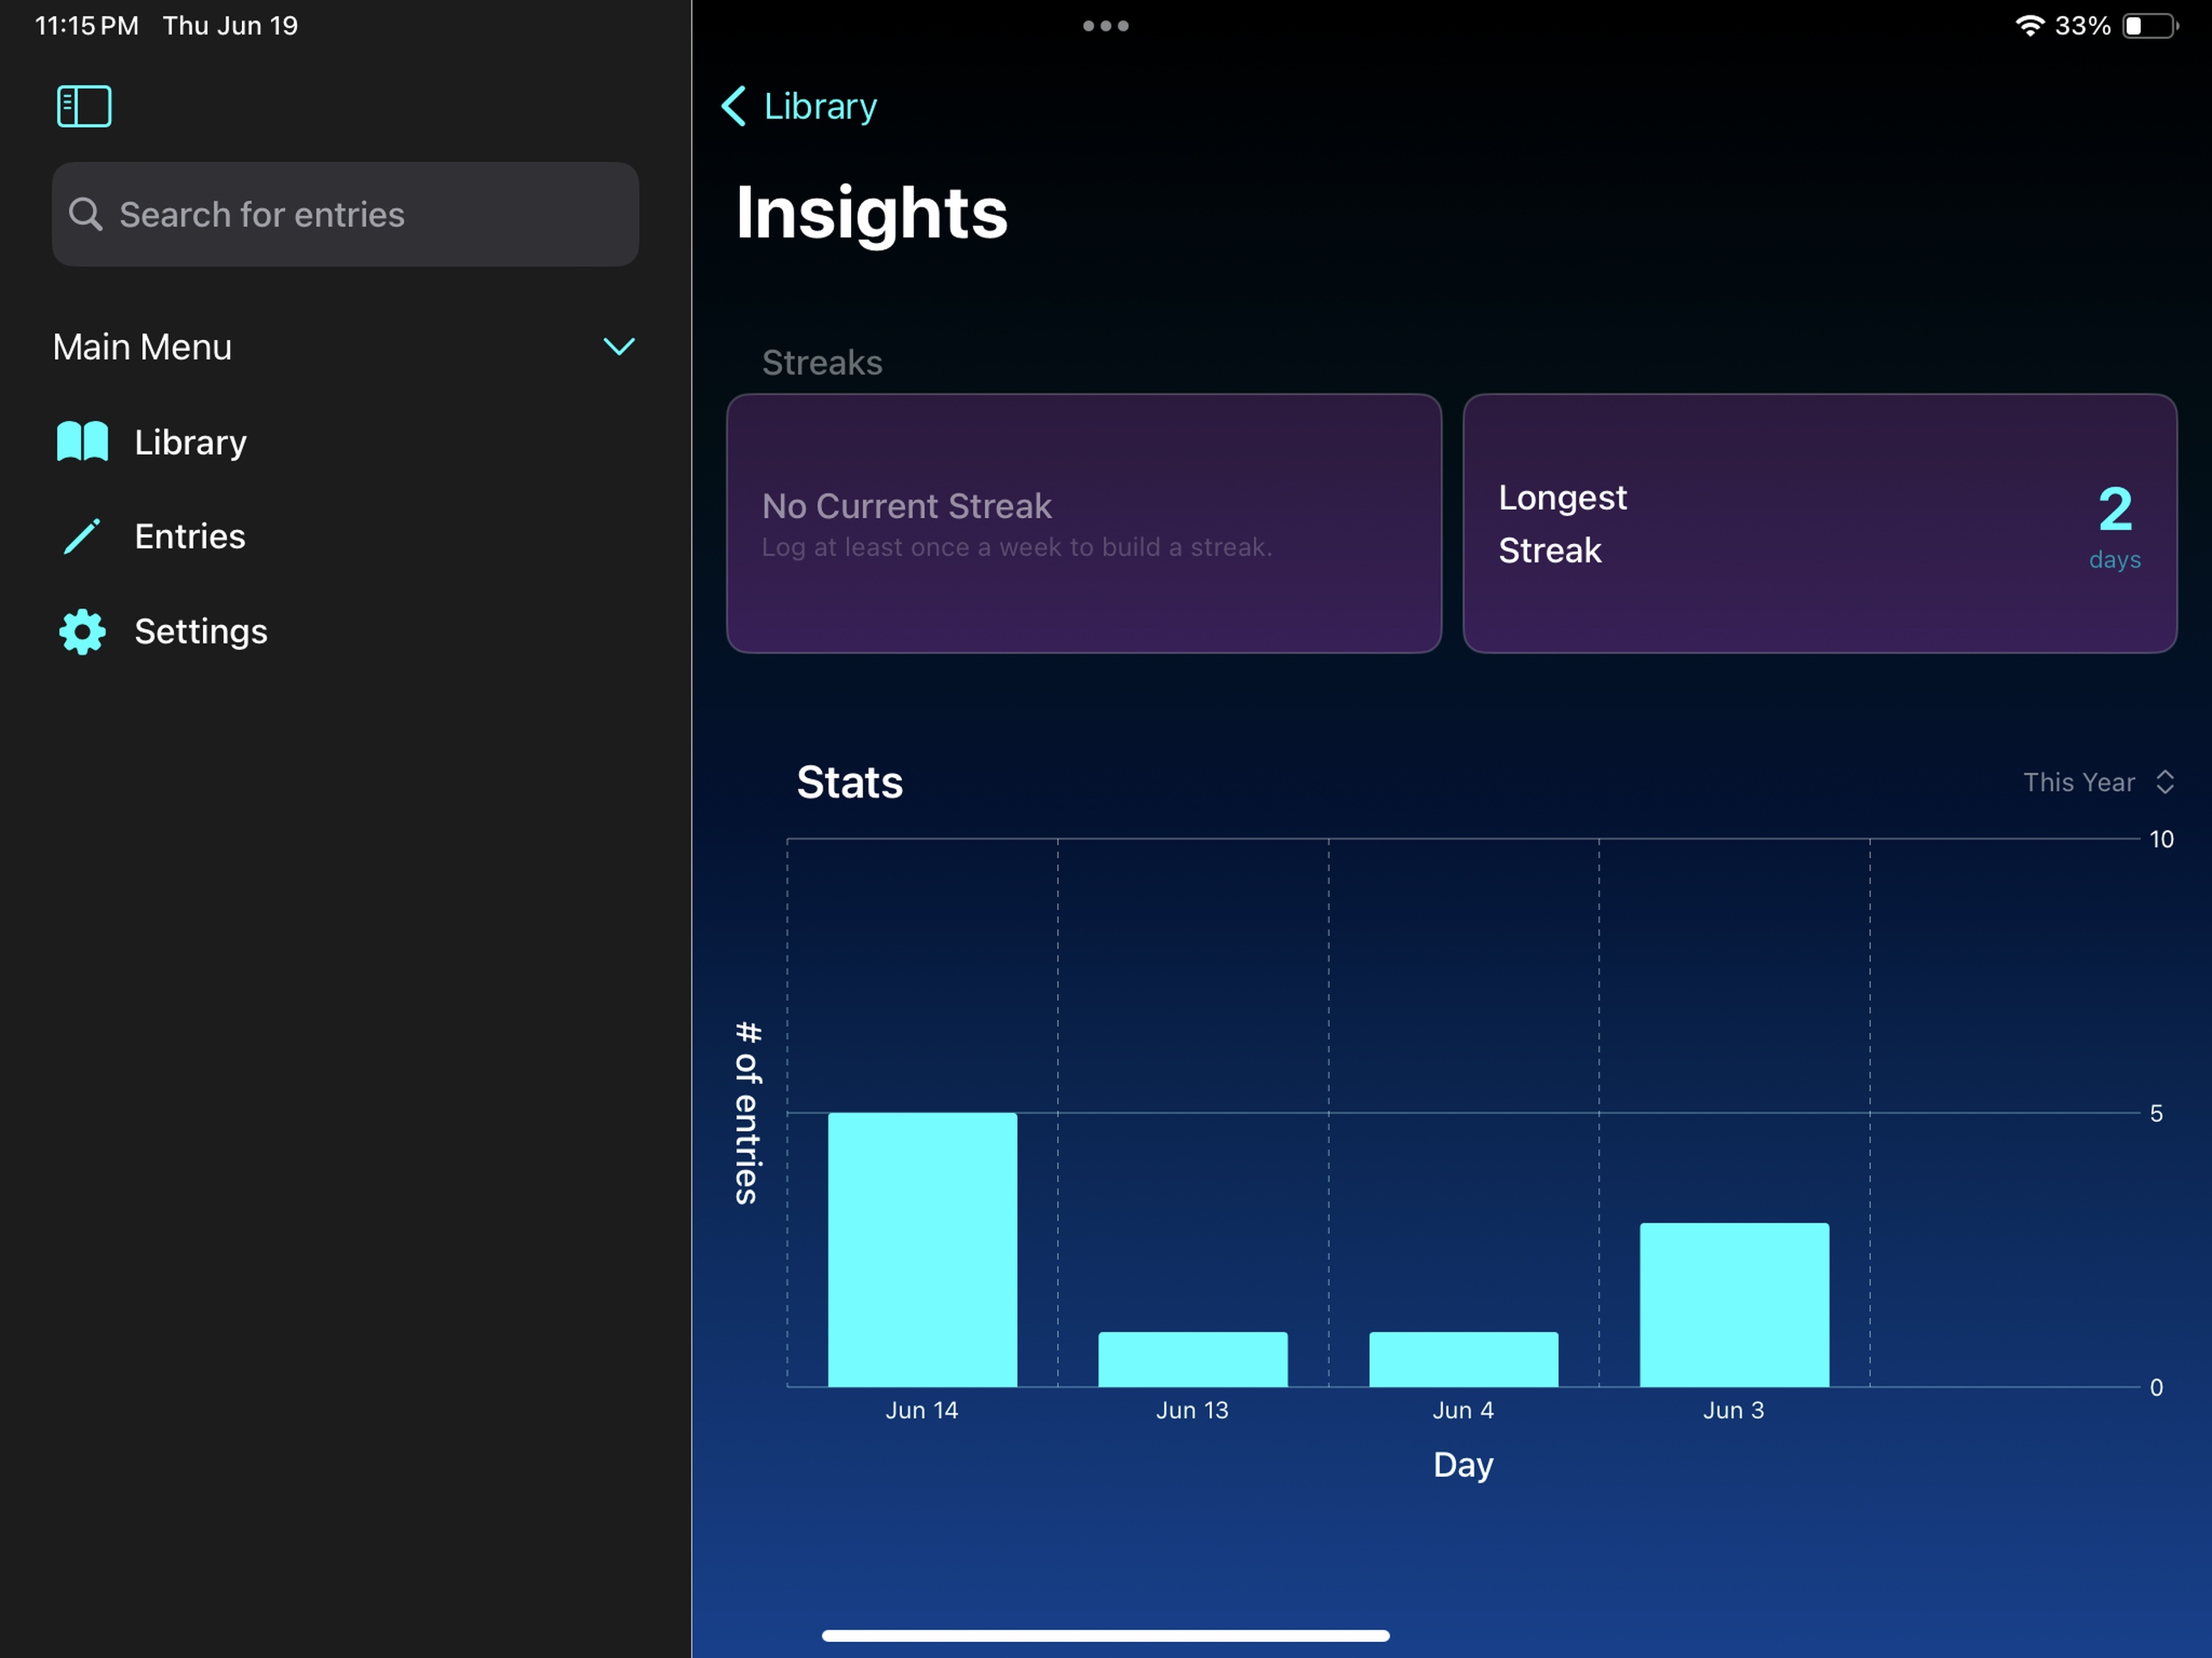 11:15 PM Thu Jun 19
33%
Search for entries
Main Menu
Library
Entries
Settings
Library
Insights
Streaks
No Current Streak
Log at least once a week to build a streak.
Longest
Streak
2
days
Stats
This Year
10
5
0
# of entries
Jun 14
Jun 13
Jun 4
Jun 3
Day